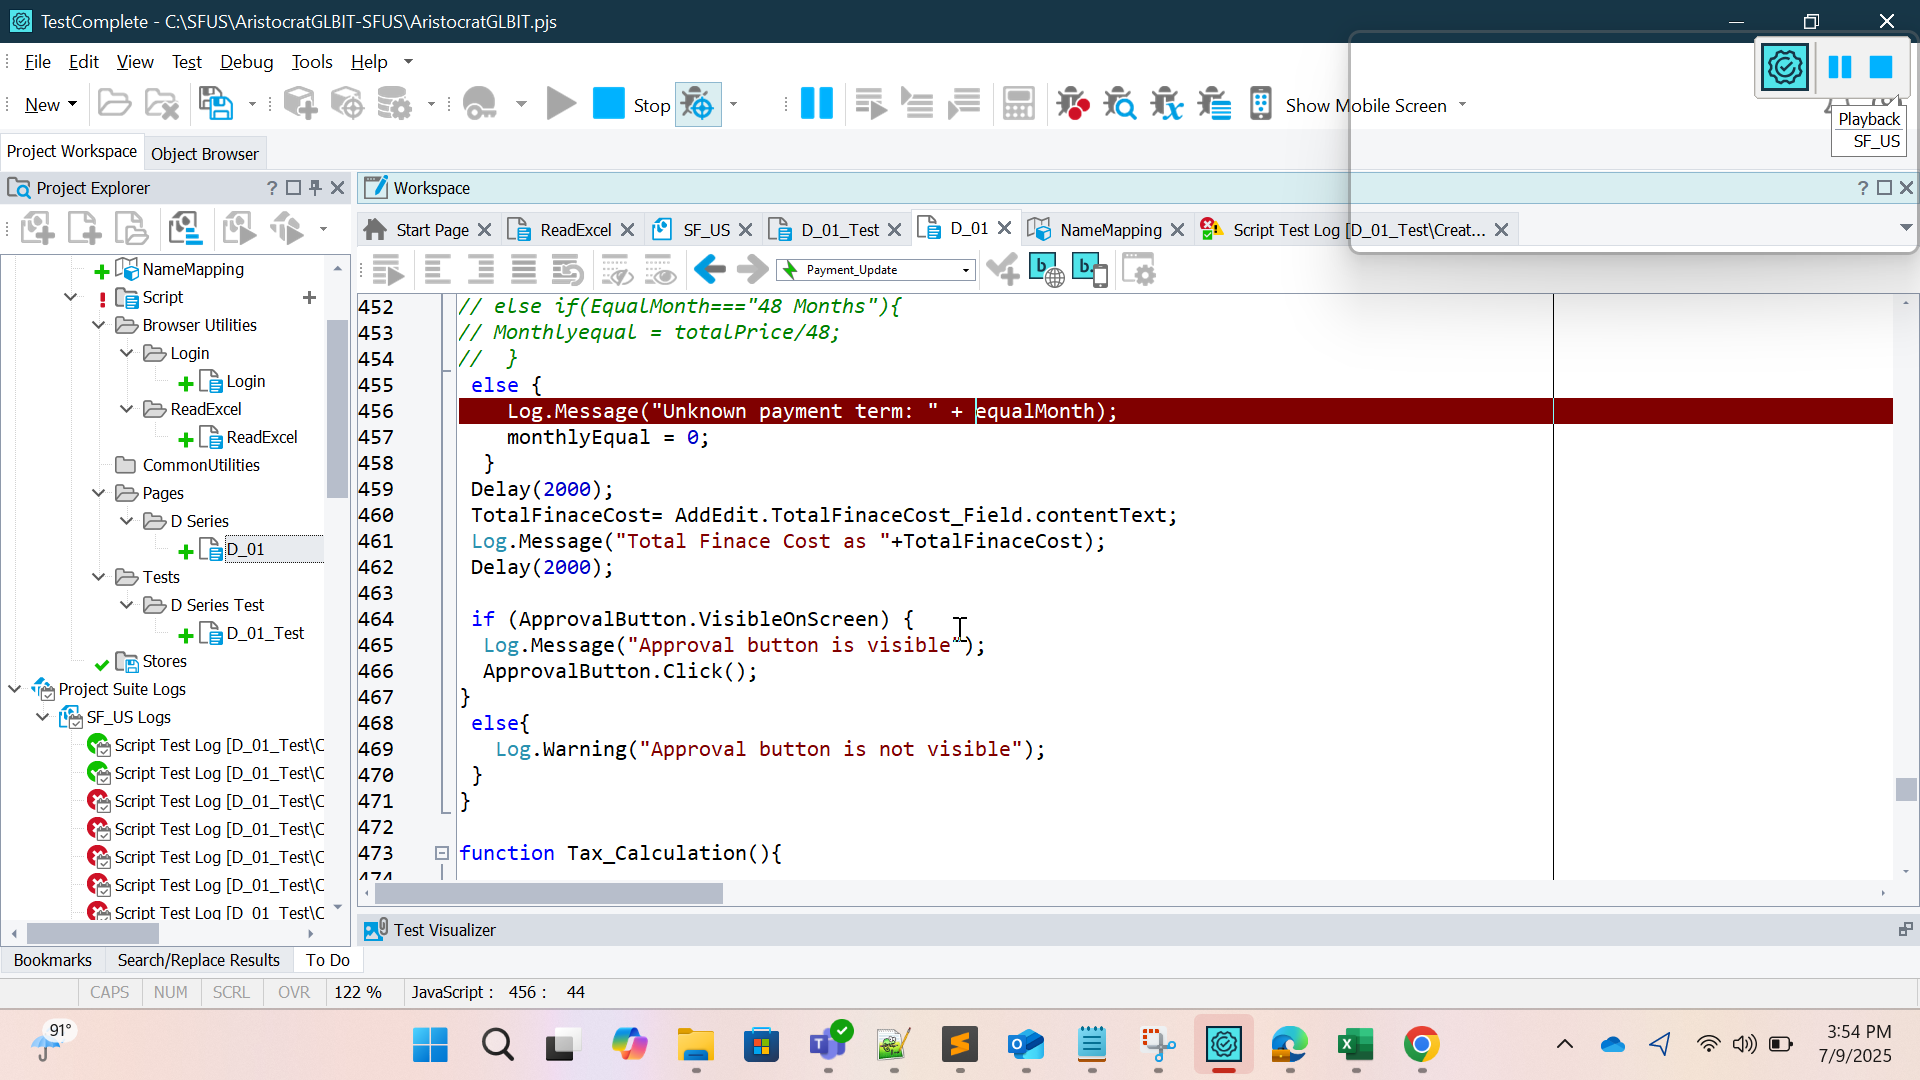 TestComplete - C:\SFUS\AristocratGLBIT-SFUS\AristocratGLBIT.pjs
File Edit View Test Debug Tools Help
New Stop Show Mobile Screen
Playback
SF_US
Project Workspace Object Browser
Project Explorer
Workspace
Start Page ReadExcel SF_US D_01_Test D_01 NameMapping Script Test Log [D_01_Test\Creat...
Payment_Update
NameMapping
Script
Browser Utilities
Login
Login
ReadExcel
ReadExcel
CommonUtilities
Pages
D Series
D_01
Tests
D Series Test
D_01_Test
Stores
Project Suite Logs
SF_US Logs
Script Test Log [D_01_Test\C
Script Test Log [D_01_Test\C
Script Test Log [D_01_Test\C
Script Test Log [D_01_Test\C
Script Test Log [D_01_Test\C
Script Test Log [D_01_Test\C
Script Test Log [D_01_Test\C
452 // else if(EqualMonth==="48 Months"){
453 // Monthlyequal = totalPrice/48;
454 //  }
455 else {
456 Log.Message("Unknown payment term: " + equalMonth);
457 monthlyEqual = 0;
458 }
459 Delay(2000);
460 TotalFinaceCost= AddEdit.TotalFinaceCost_Field.contentText;
461 Log.Message("Total Finace Cost as "+TotalFinaceCost);
462 Delay(2000);
463
464 if (ApprovalButton.VisibleOnScreen) {
465 Log.Message("Approval button is visible");
466 ApprovalButton.Click();
467 }
468 else{
469 Log.Warning("Approval button is not visible");
470 }
471 }
472
473 function Tax_Calculation(){
474
Test Visualizer
Bookmarks Search/Replace Results To Do
CAPS NUM SCRL OVR 122 % JavaScript : 456 : 44
91°
3:54 PM
7/9/2025